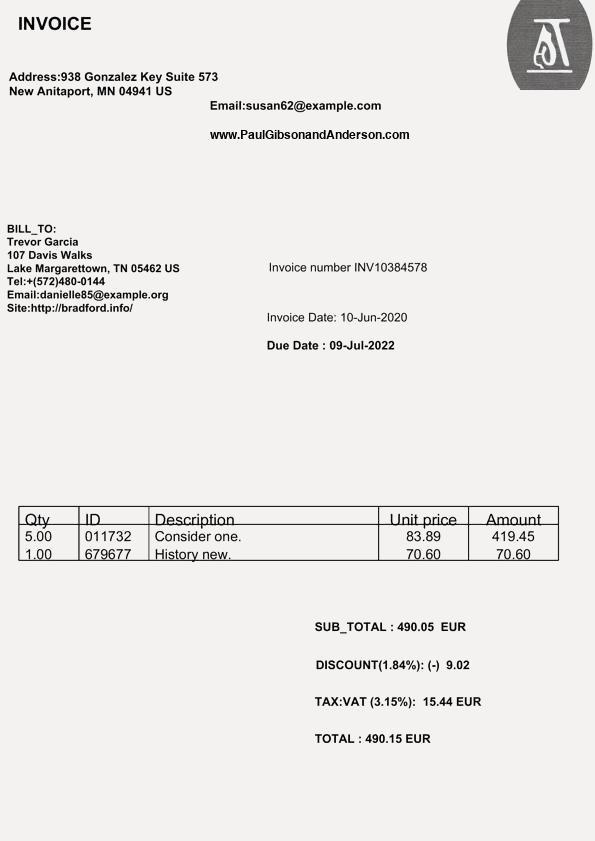 INVOICE
Address:938 Gonzalez Key Suite 573
New Anitaport, MN 04941 US
Email:susan62@example.com
www.PaulGibsonandAnderson.com
BILL_TO:
Trevor Garcia
107 Davis Walks
Lake Margarettown, TN 05462 US
Tel:+(572)480-0144
Email:danielle85@example.org
Site:http://bradford.info/
Invoice number INV10384578
Invoice Date: 10-Jun-2020
Due Date : 09-Jul-2022
Qty ID Description Unit price Amount
5.00 011732 Consider one. 83.89 419.45
1.00 679677 History new. 70.60 70.60
SUB_TOTAL : 490.05 EUR
DISCOUNT(1.84%): (-) 9.02
TAX:VAT (3.15%): 15.44 EUR
TOTAL : 490.15 EUR